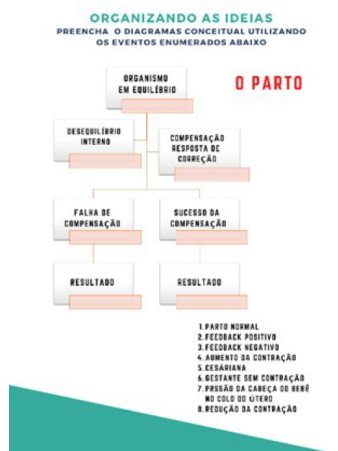 ORGANIZANDO AS IDEIAS
PREENCHA O DIAGRAMAS CONCEITUAL UTILIZANDO
OS EVENTOS ENUMERADOS ABAIXO
O PARTO
ORGANISMO
EM EQUILÍBRIO
DESEQUILÍBRIO
INTERNO
COMPENSAÇÃO
RESPOSTA DE
CORREÇÃO
FALHA DE
COMPENSAÇÃO
SUCESSO DA
COMPENSAÇÃO
RESULTADO
RESULTADO
1. PARTO NORMAL
2. FEEDBACK POSITIVO
3. FEEDBACK NEGATIVO
4. AUMENTO DA CONTRAÇÃO
5. CESARIANA
6. GESTANTE SEM CONTRAÇÃO
7. PRSSÃO DA CABEÇA DO BEBÊ
NO COLO DO ÚTERO
8. REDUÇÃO DA CONTRAÇÃO